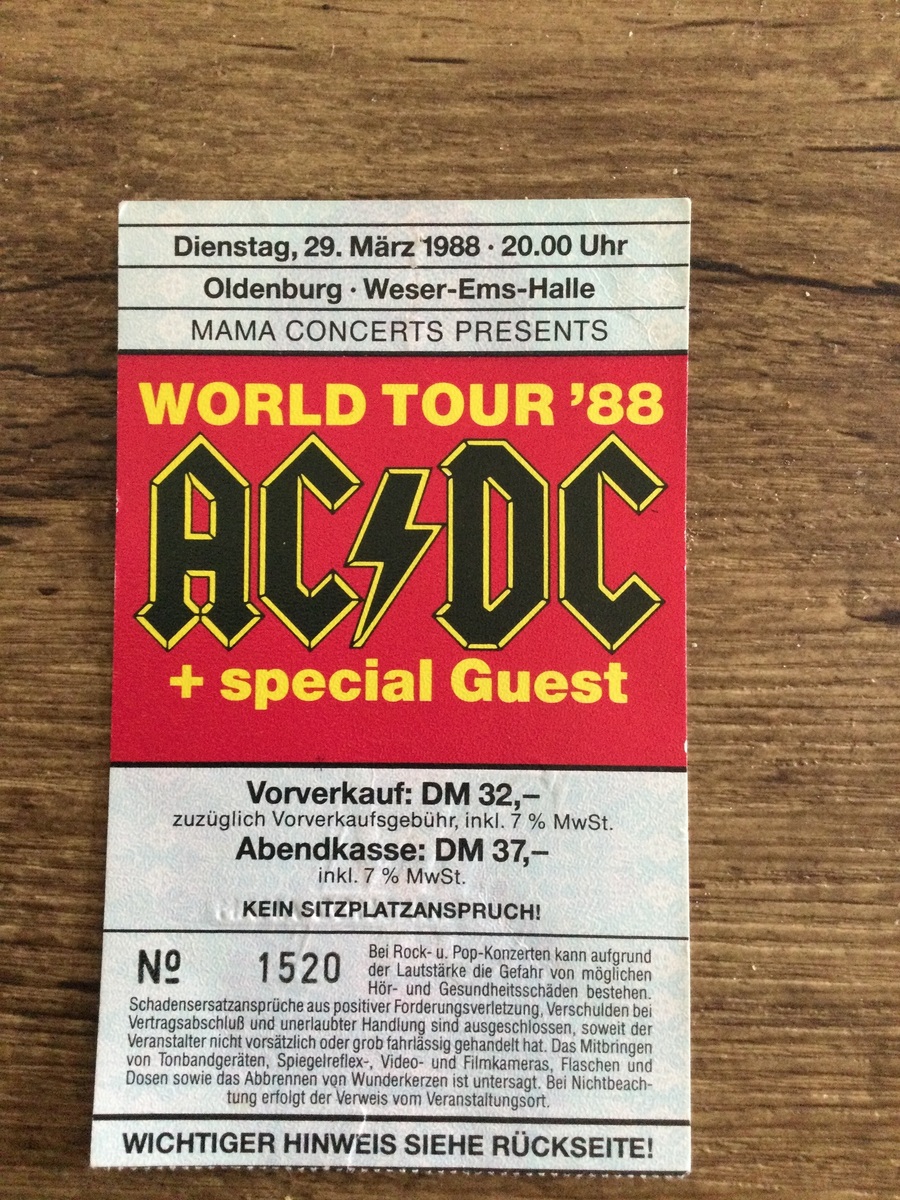 Dienstag, 29. März 1988 · 20.00 Uhr
Oldenburg · Weser-Ems-Halle
MAMA CONCERTS PRESENTS
WORLD TOUR ’88
AC⚡DC
+ special Guest
Vorverkauf: DM 32,–
zuzüglich Vorverkaufsgebühr, inkl. 7 % MwSt.
Abendkasse: DM 37,–
inkl. 7 % MwSt.
KEIN SITZPLATZANSPRUCH!
Nº 1520
Bei Rock- u. Pop-Konzerten kann aufgrund
der Lautstärke die Gefahr von möglichen
Hör- und Gesundheitsschäden bestehen.
Schadensersatzansprüche aus positiver Forderungsverletzung, Verschulden bei
Vertragsabschluß und unerlaubter Handlung sind ausgeschlossen, soweit der
Veranstalter nicht vorsätzlich oder grob fahrlässig gehandelt hat. Das Mitbringen
von Tonbandgeräten, Spiegelreflex-, Video- und Filmkameras, Flaschen und
Dosen sowie das Abbrennen von Wunderkerzen ist untersagt. Bei Nichtbeach-
tung erfolgt der Verweis vom Veranstaltungsort.
WICHTIGER HINWEIS SIEHE RÜCKSEITE!